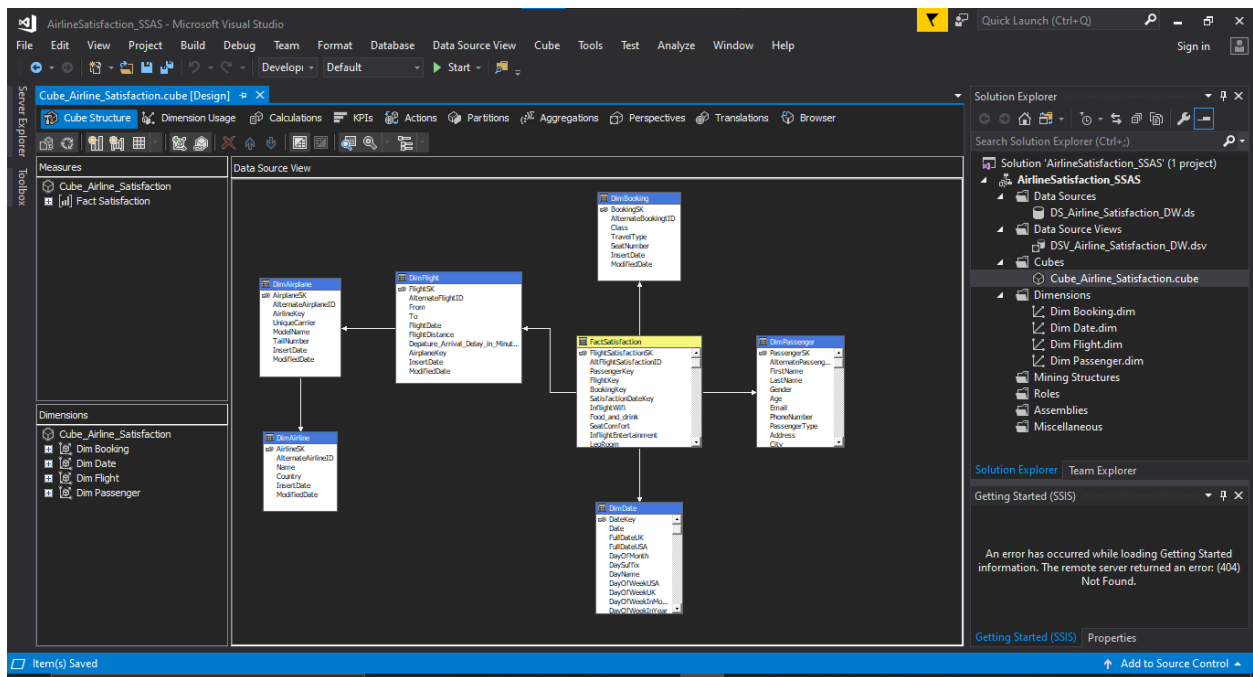 AirlineSatisfaction_SSAS - Microsoft Visual Studio
Quick Launch (Ctrl+Q)
File Edit View Project Build Debug Team Format Database Data Source View Cube Tools Test Analyze Window Help
Sign in
Developi Default Start
Server Explorer
Toolbox
Cube_Airline_Satisfaction.cube [Design]
Cube Structure Dimension Usage Calculations KPIs Actions Partitions Aggregations Perspectives Translations Browser
Measures
Cube_Airline_Satisfaction
Fact Satisfaction
Dimensions
Cube_Airline_Satisfaction
Dim Booking
Dim Date
Dim Flight
Dim Passenger
Data Source View
DimBooking
BookingSK
AlternateBookingtID
Class
TravelType
SeatNumber
InsertDate
ModifiedDate
DimAirplane
AirplaneSK
AlternateAirplaneID
AirlineKey
UniqueCarrier
ModelName
TailNumber
InsertDate
ModifiedDate
DimFlight
FlightSK
AlternateFlightID
From
To
FlightDate
FlightDistance
Depature_Arrival_Delay_in_Minut...
AirplaneKey
InsertDate
ModifiedDate
FactSatisfaction
FlightSatisfactionSK
AltFlightSatisfactionID
PassengerKey
FlightKey
BookingKey
SatisfactionDateKey
InflightWifi
Food_and_drink
SeatComfort
InflightEntertainment
LegRoom
DimPassenger
PassengerSK
AlternatePasseng...
FirstName
LastName
Gender
Age
Email
PhoneNumber
PassengerType
Address
City
DimAirline
AirlineSK
AlternateAirlineID
Name
Country
InsertDate
ModifiedDate
DimDate
DateKey
Date
FullDateUK
FullDateUSA
DayOfMonth
DaySuffix
DayName
DayOfWeekUSA
DayOfWeekUK
DayOfWeekInMo...
DayOfWeekInYear
Solution Explorer
Search Solution Explorer (Ctrl+;)
Solution 'AirlineSatisfaction_SSAS' (1 project)
AirlineSatisfaction_SSAS
Data Sources
DS_Airline_Satisfaction_DW.ds
Data Source Views
DSV_Airline_Satisfaction_DW.dsv
Cubes
Cube_Airline_Satisfaction.cube
Dimensions
Dim Booking.dim
Dim Date.dim
Dim Flight.dim
Dim Passenger.dim
Mining Structures
Roles
Assemblies
Miscellaneous
Solution Explorer Team Explorer
Getting Started (SSIS)
An error has occurred while loading Getting Started
information. The remote server returned an error: (404)
Not Found.
Getting Started (SSIS) Properties
Item(s) Saved
Add to Source Control